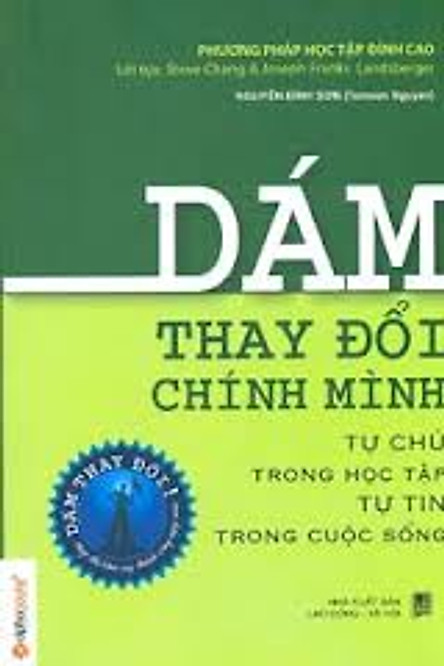 PHƯƠNG PHÁP HỌC TẬP ĐỈNH CAO
Lời tựa: Steve Chang & Joseph Franks Landsberger
NGUYỄN ĐÌNH SƠN (Tomson Nguyen)
DÁM
THAY ĐỔI
CHÍNH MÌNH
TỰ CHỦ
TRONG HỌC TẬP
TỰ TIN
TRONG CUỘC SỐNG
DÁM THAY ĐỔI!
NHÀ XUẤT BẢN
LAO ĐỘNG - XÃ HỘI
alphabooks